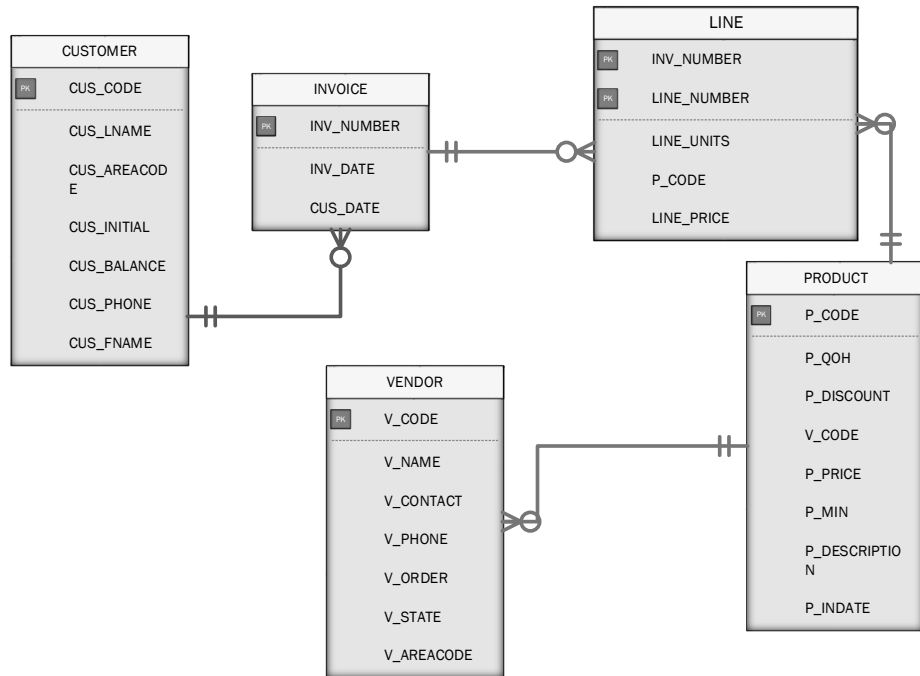 CUSTOMER
PK CUS_CODE
CUS_LNAME
CUS_AREACOD
E
CUS_INITIAL
CUS_BALANCE
CUS_PHONE
CUS_FNAME
INVOICE
PK INV_NUMBER
INV_DATE
CUS_DATE
LINE
PK INV_NUMBER
PK LINE_NUMBER
LINE_UNITS
P_CODE
LINE_PRICE
VENDOR
PK V_CODE
V_NAME
V_CONTACT
V_PHONE
V_ORDER
V_STATE
V_AREACODE
PRODUCT
PK P_CODE
P_QOH
P_DISCOUNT
V_CODE
P_PRICE
P_MIN
P_DESCRIPTIO
N
P_INDATE